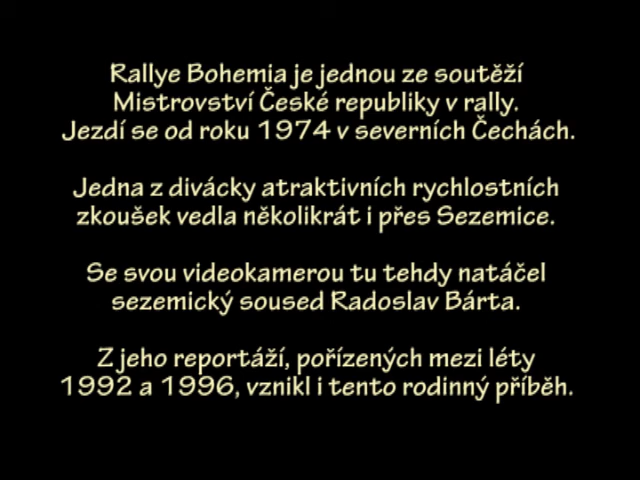 Rallye Bohemia je jednou ze soutěží
Mistrovství České republiky v rally.
Jezdí se od roku 1974 v severních Čechách.
Jedna z divácky atraktivních rychlostních
zkoušek vedla několikrát i přes Sezemice.
Se svou videokamerou tu tehdy natáčel
sezemický soused Radoslav Bárta.
Z jeho reportáží, pořízených mezi léty
1992 a 1996, vznikl i tento rodinný příběh.